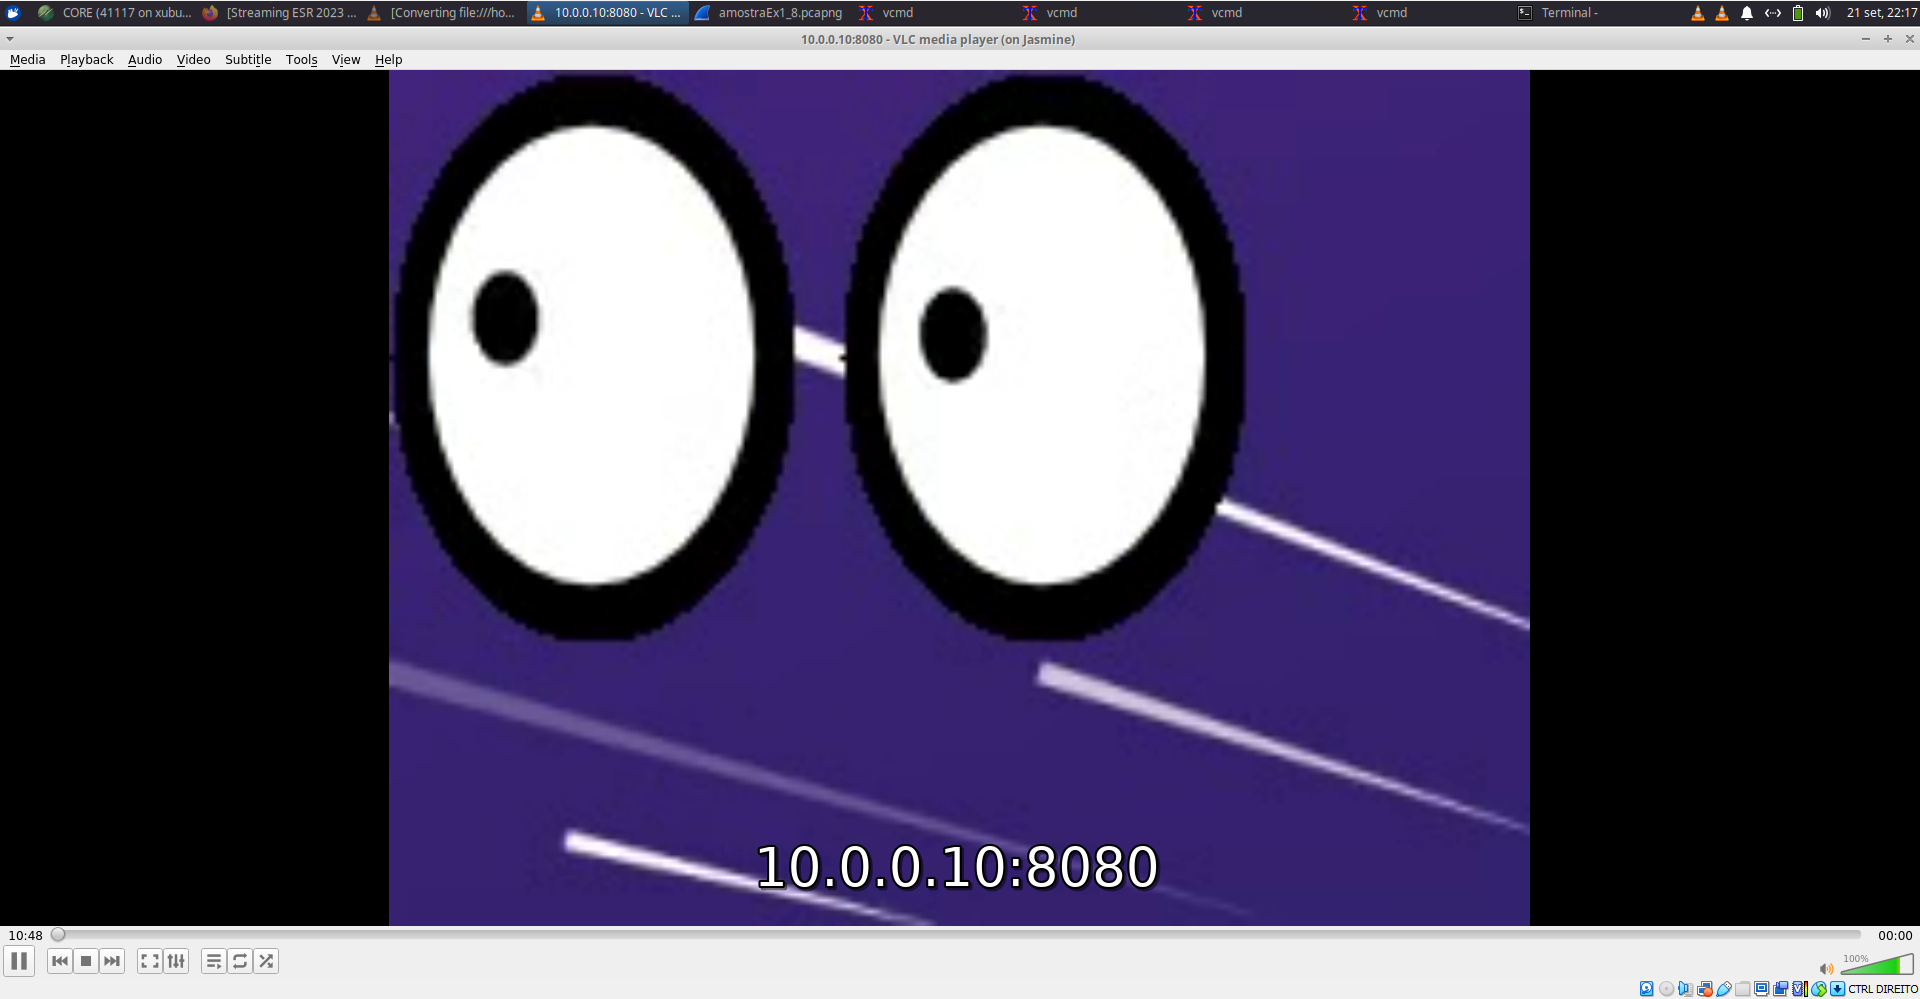 CORE (41117 on xubu...
[Streaming ESR 2023 ...
[Converting file:///ho...
10.0.0.10:8080 - VLC ...
amostraEx1_8.pcapng
vcmd
vcmd
vcmd
vcmd
Terminal -
21 set, 22:17
10.0.0.10:8080 - VLC media player (on Jasmine)
Media Playback Audio Video Subtitle Tools View Help
10.0.0.10:8080
10:48
00:00
100%
CTRL DIREITO